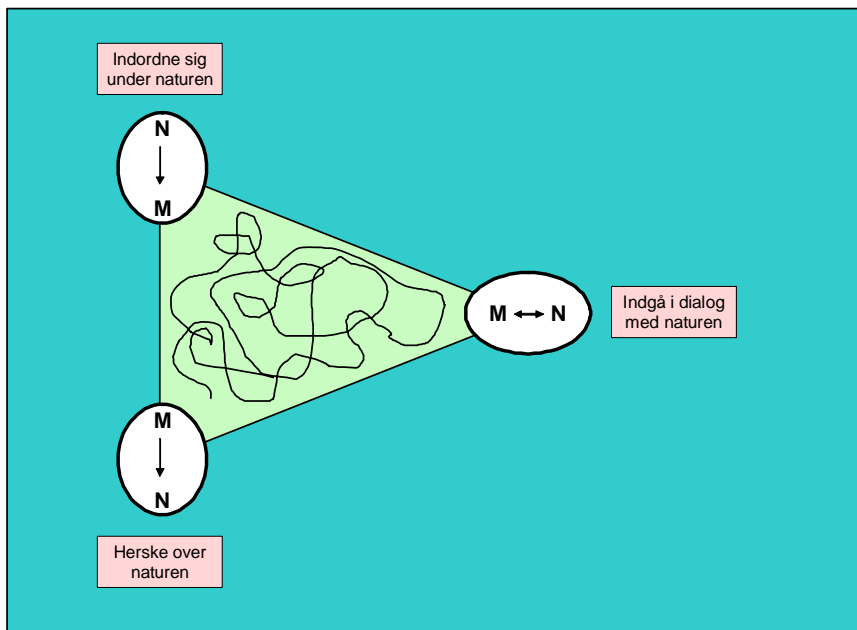 Indordne sig
under naturen
N
M
M N
Indgå i dialog
med naturen
M
N
Herske over
naturen